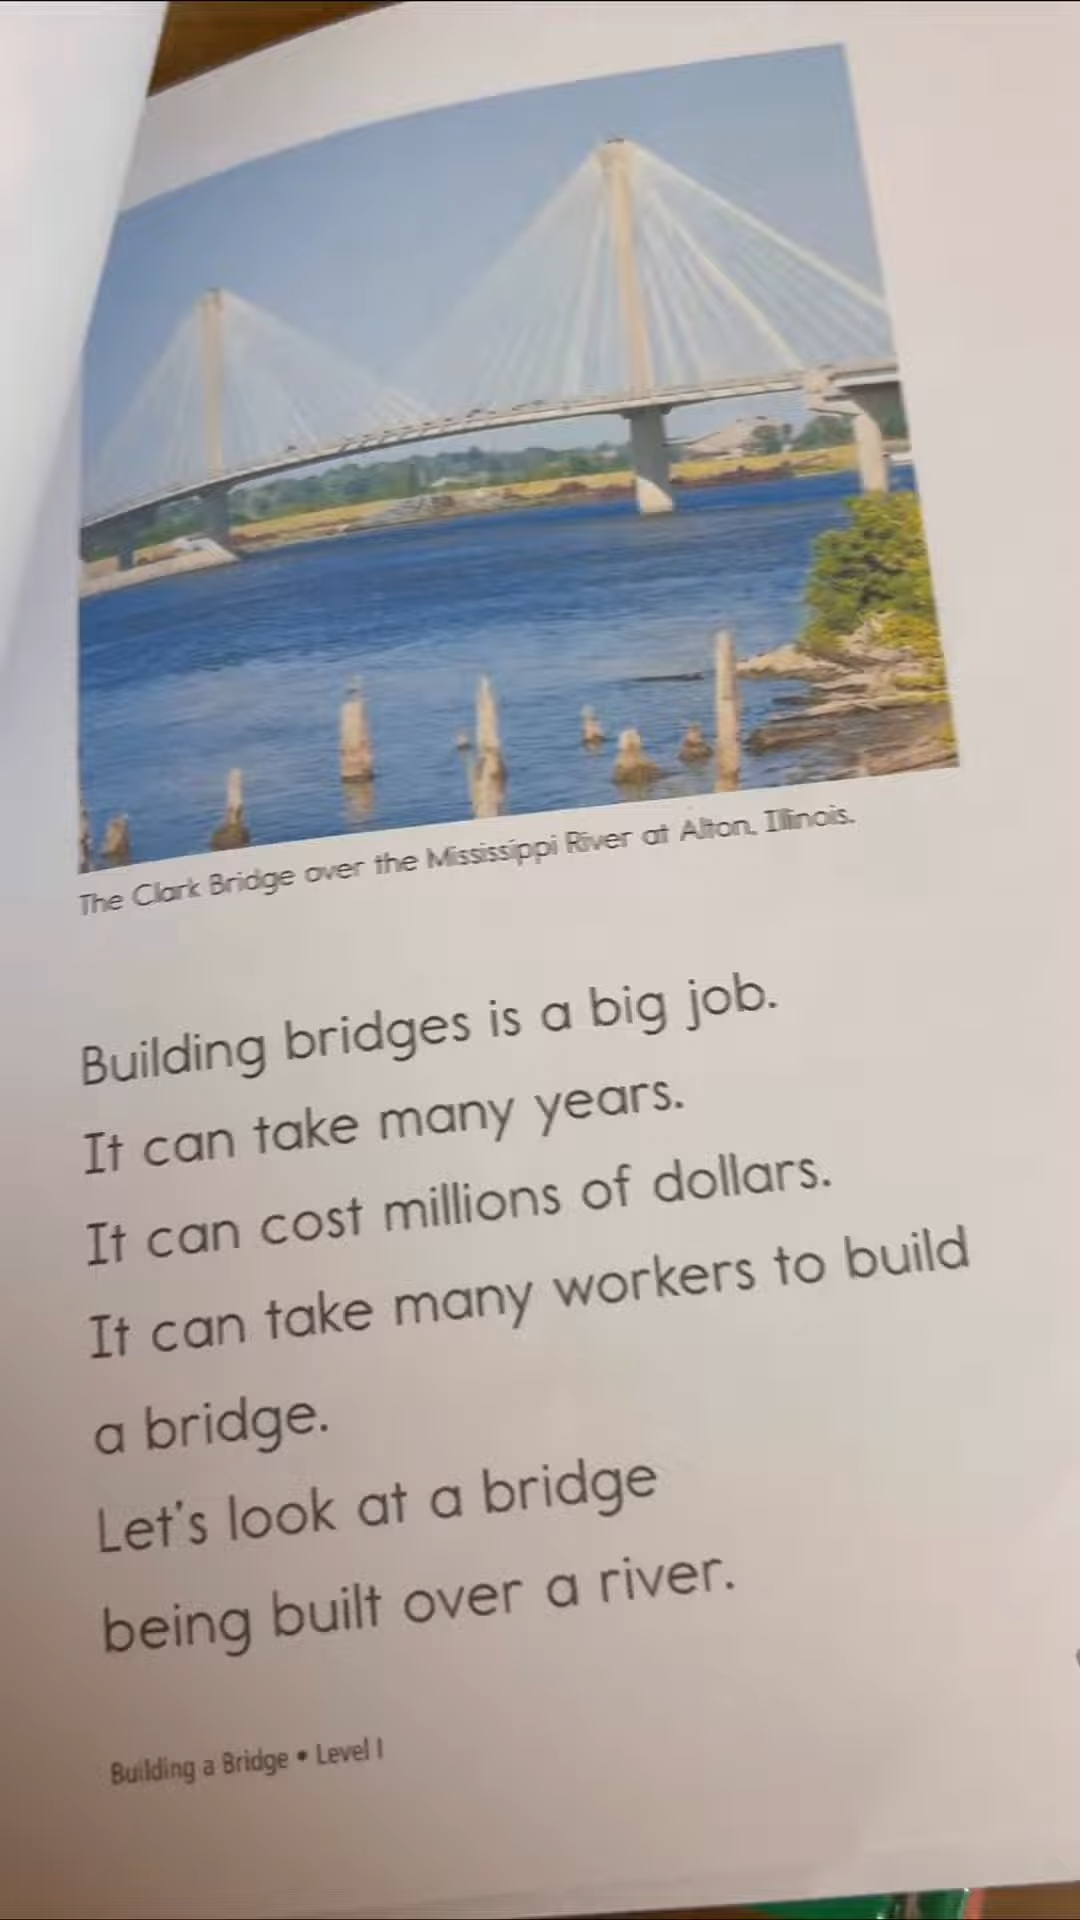 The Clark Bridge over the Mississippi River at Alton, Illinois.
Building bridges is a big job.
It can take many years.
It can cost millions of dollars.
It can take many workers to build
a bridge.
Let's look at a bridge
being built over a river.
Building a Bridge • Level I